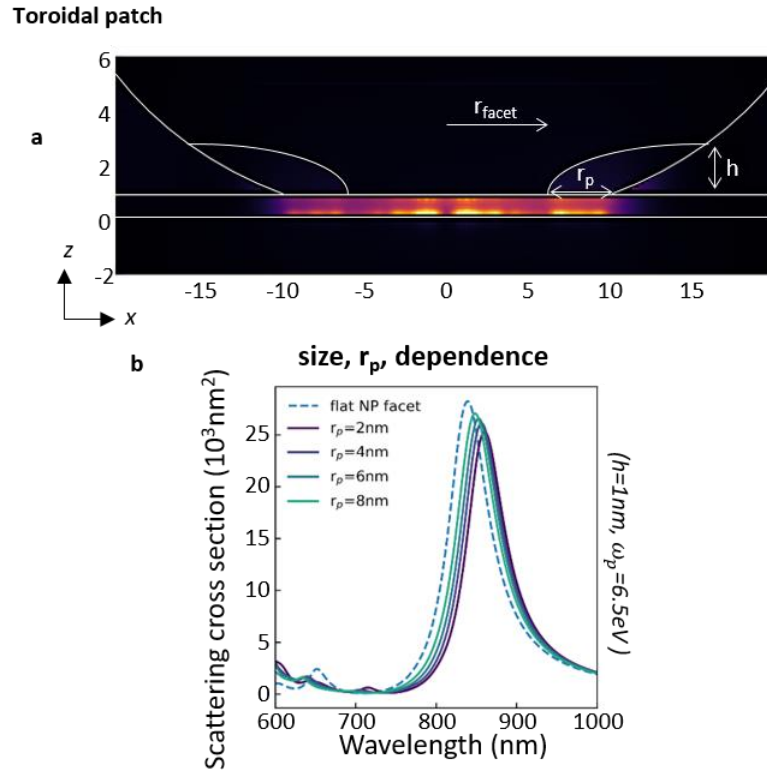 Toroidal patch
a
6
4
2
0
-2
r_facet
r_p
h
z
x
-15
-10
-5
0
5
10
15
b
size, r_p, dependence
Scattering cross section (10³nm²)
25
20
15
10
5
0
flat NP facet
r_p=2nm
r_p=4nm
r_p=6nm
r_p=8nm
(h=1nm, ω_p=6.5eV )
600
700
800
900
1000
Wavelength (nm)